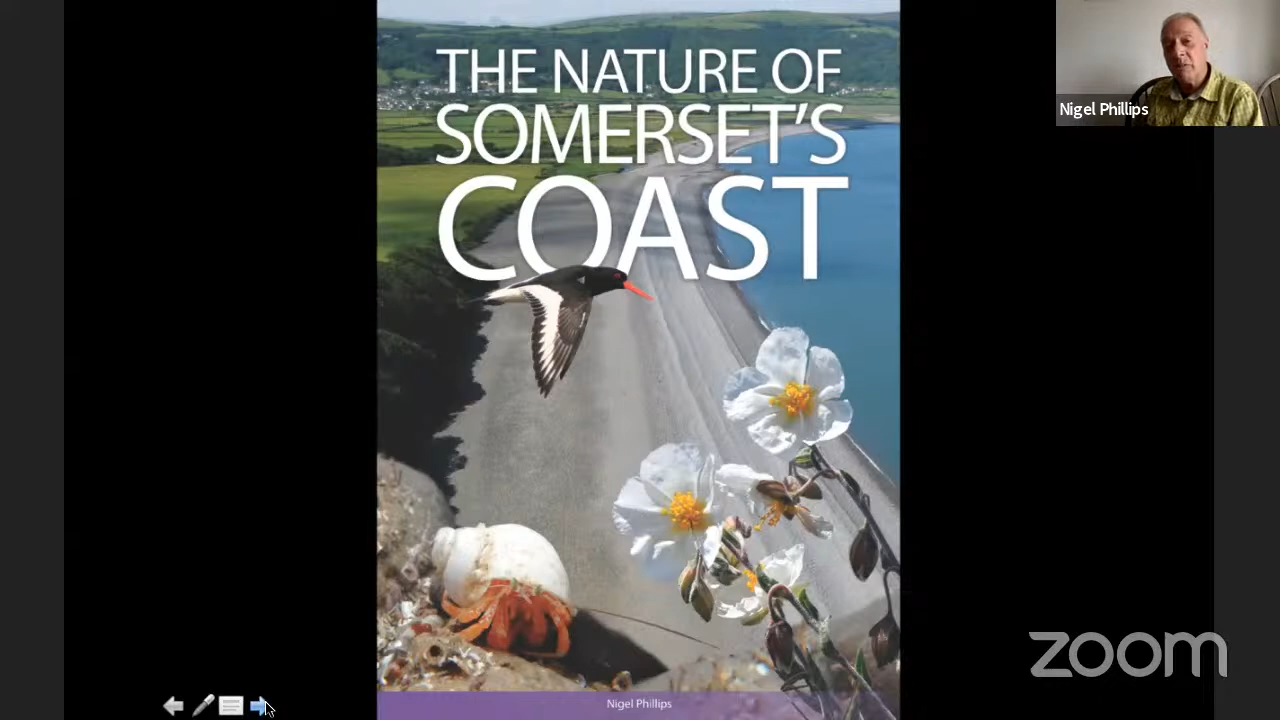 THE NATURE OF
SOMERSET'S
COAST
Nigel Phillips
Nigel Phillips
zoom